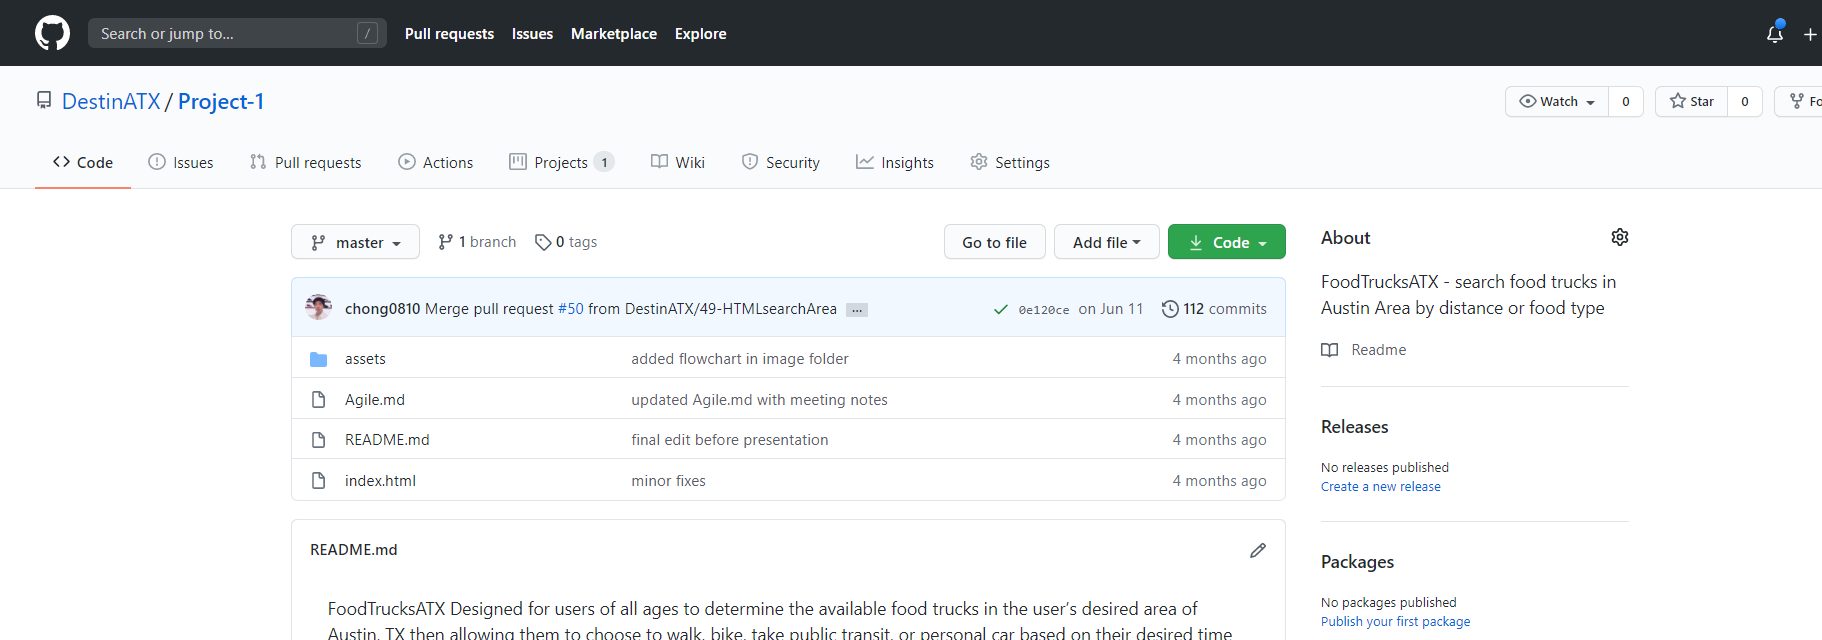 Search or jump to... /
Pull requests Issues Marketplace Explore
DestinATX / Project-1
Watch 0 Star 0
Code Issues Pull requests Actions Projects 1 Wiki Security Insights Settings
master 1 branch 0 tags Go to file Add file Code
chong0810 Merge pull request #50 from DestinATX/49-HTMLsearchArea ... 0e120ce on Jun 11 112 commits
assets added flowchart in image folder 4 months ago
Agile.md updated Agile.md with meeting notes 4 months ago
README.md final edit before presentation 4 months ago
index.html minor fixes 4 months ago
README.md
FoodTrucksATX Designed for users of all ages to determine the available food trucks in the user’s desired area of
Austin, TX then allowing them to choose to walk, bike, take public transit, or personal car based on their desired time
About
FoodTrucksATX - search food trucks in
Austin Area by distance or food type
Readme
Releases
No releases published
Create a new release
Packages
No packages published
Publish your first package